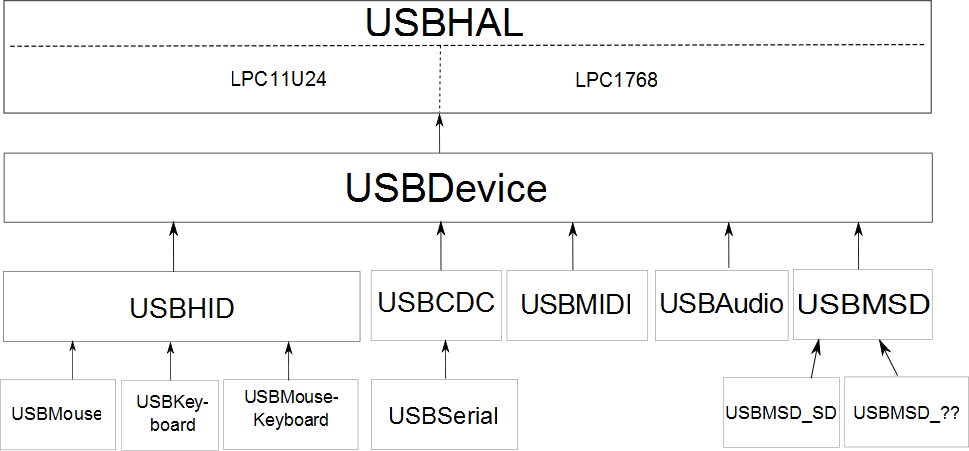 USBHAL
LPC11U24
LPC1768
USBDevice
USBHID
USBCDC
USBMIDI
USBAudio
USBMSD
USBMouse
USBKey-
board
USBMouse-
Keyboard
USBSerial
USBMSD_SD
USBMSD_??